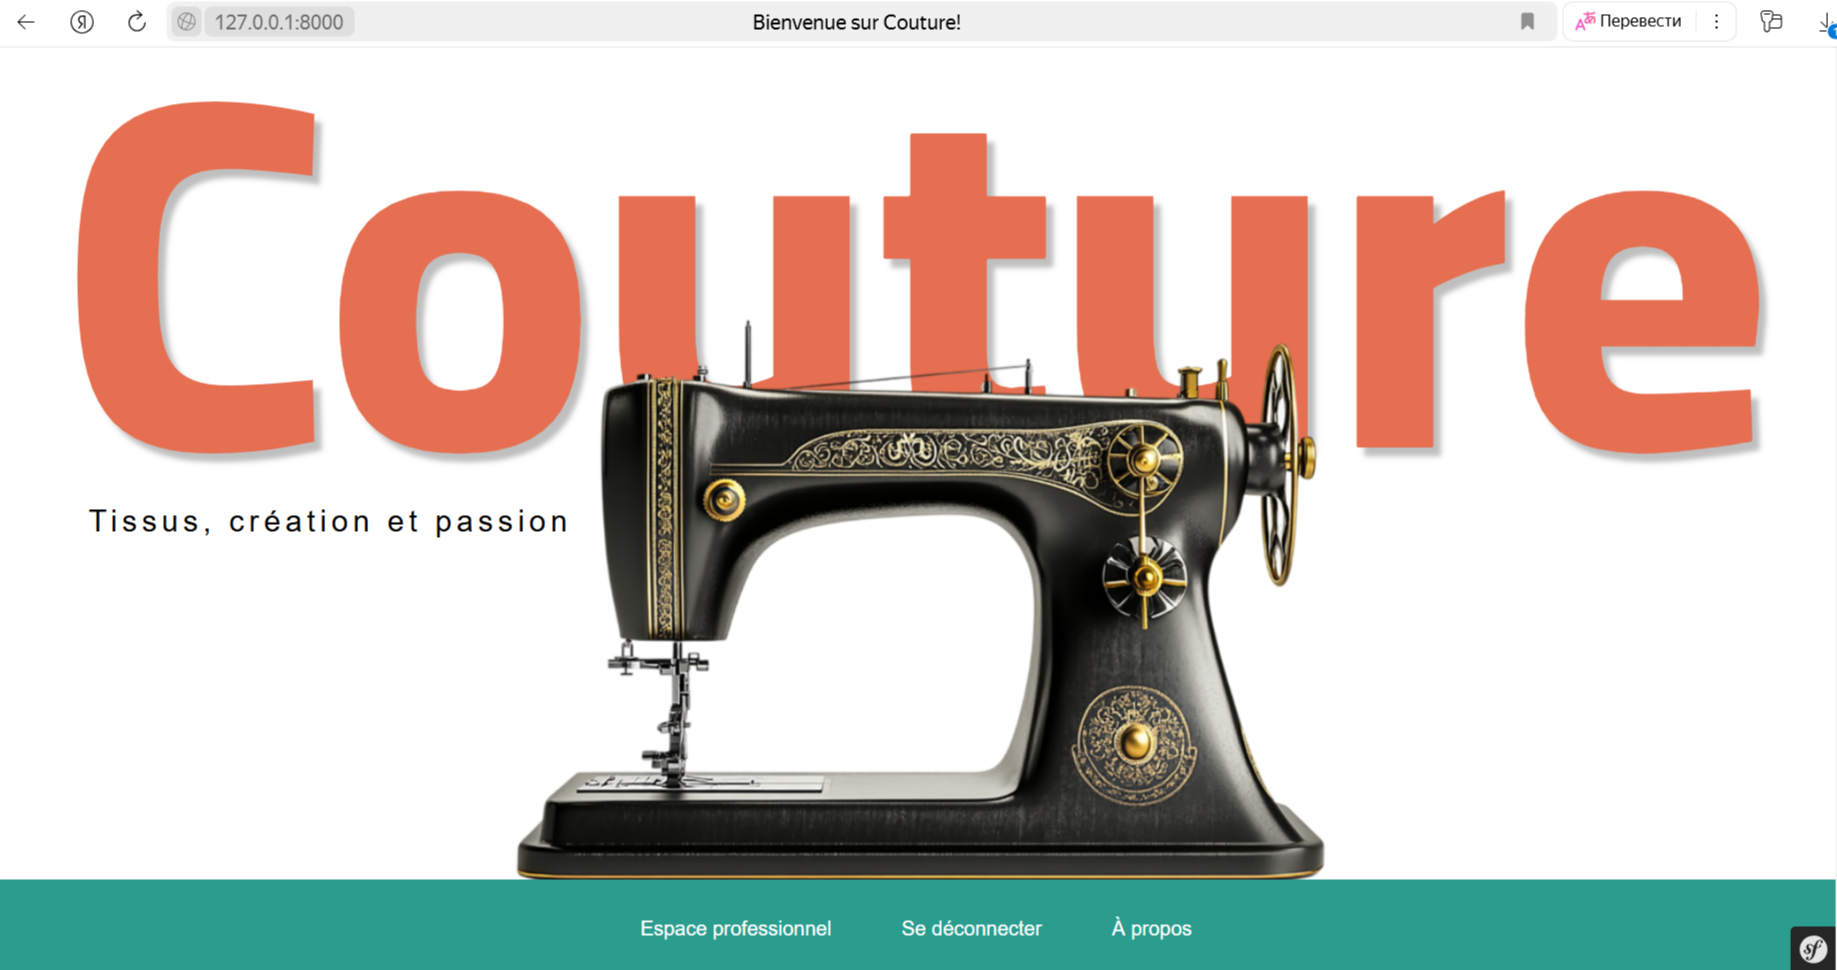 Я 127.0.0.1:8000 Bienvenue sur Couture! Перевести
Couture
Tissus, création et passion
Espace professionnel Se déconnecter À propos
sf